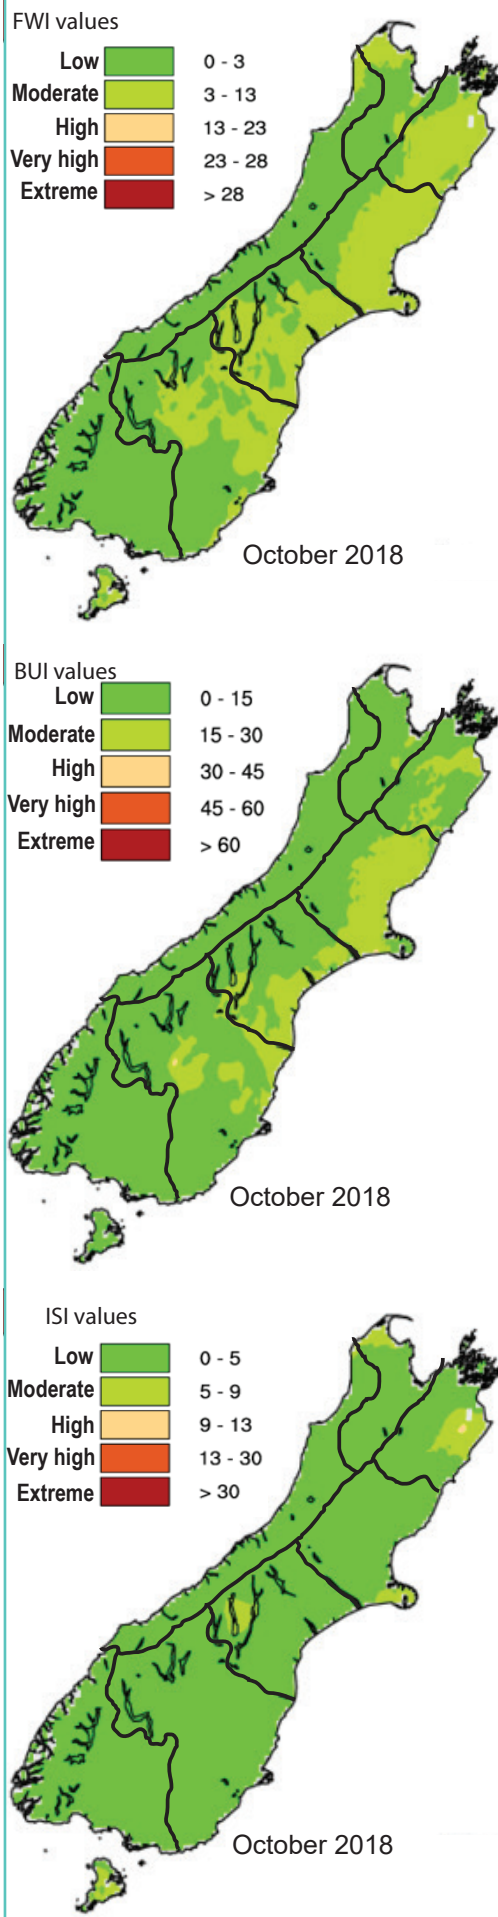 FWI values
Low 0 - 3
Moderate 3 - 13
High 13 - 23
Very high 23 - 28
Extreme > 28
October 2018
BUI values
Low 0 - 15
Moderate 15 - 30
High 30 - 45
Very high 45 - 60
Extreme > 60
October 2018
ISI values
Low 0 - 5
Moderate 5 - 9
High 9 - 13
Very high 13 - 30
Extreme > 30
October 2018